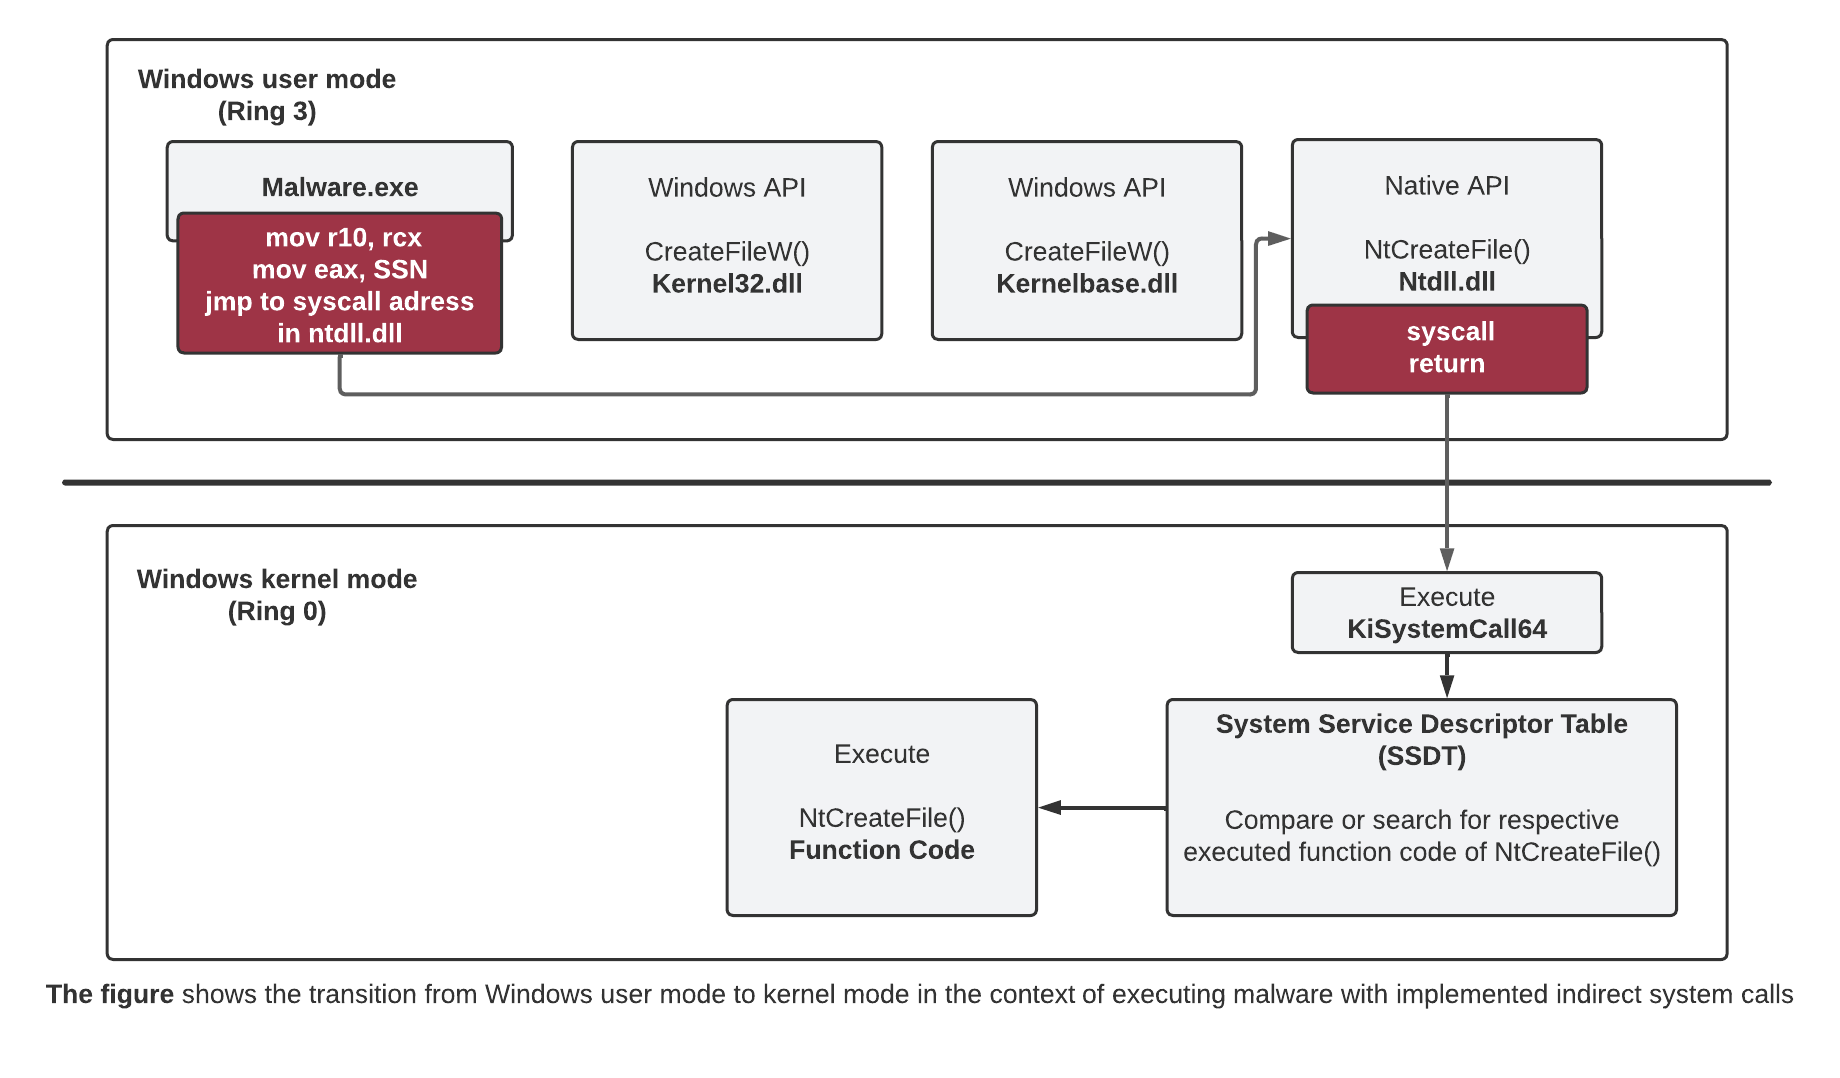 Windows user mode
(Ring 3)
Malware.exe
mov r10, rcx
mov eax, SSN
jmp to syscall adress
in ntdll.dll
Windows API
CreateFileW()
Kernel32.dll
Windows API
CreateFileW()
Kernelbase.dll
Native API
NtCreateFile()
Ntdll.dll
syscall
return
Windows kernel mode
(Ring 0)
Execute
KiSystemCall64
System Service Descriptor Table
(SSDT)
Compare or search for respective
executed function code of NtCreateFile()
Execute
NtCreateFile()
Function Code
The figure shows the transition from Windows user mode to kernel mode in the context of executing malware with implemented indirect system calls